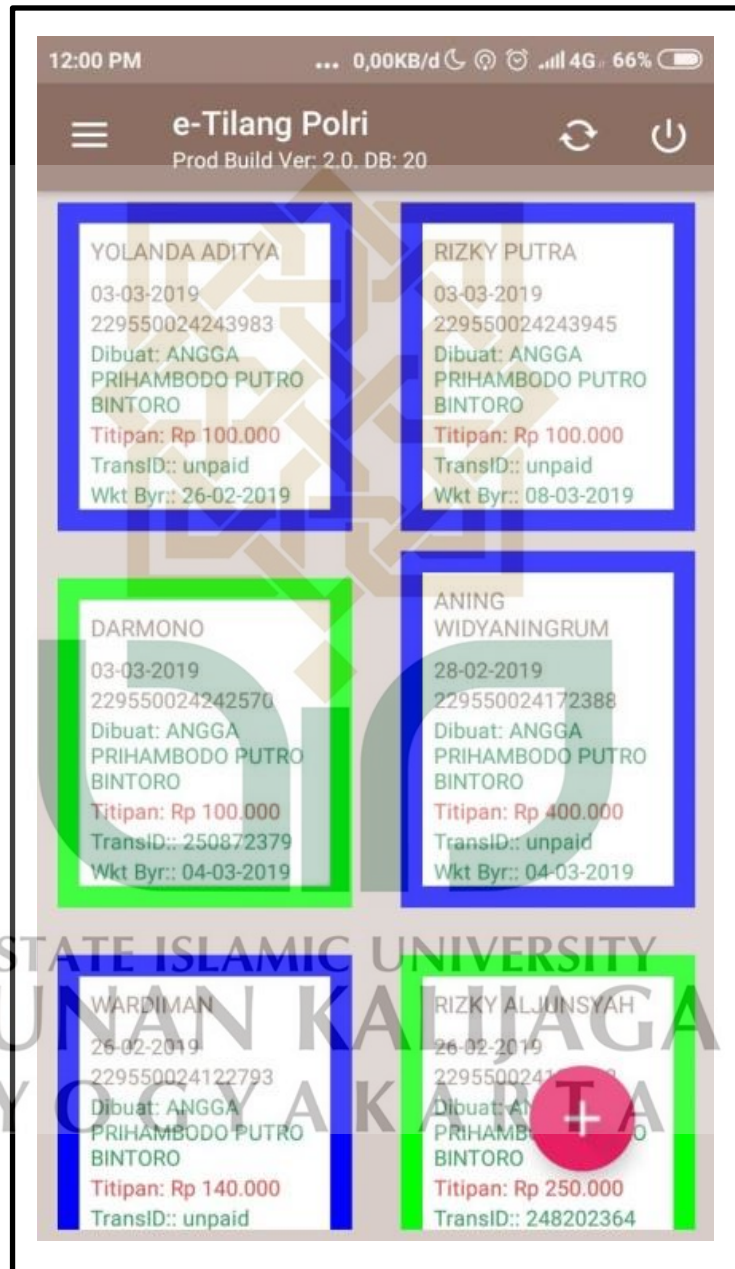 12:00 PM ... 0,00KB/d 4G 66%
e-Tilang Polri
Prod Build Ver: 2.0. DB: 20
YOLANDA ADITYA
03-03-2019
229550024243983
Dibuat: ANGGA
PRIHAMBODO PUTRO
BINTORO
Titipan: Rp 100.000
TransID:: unpaid
Wkt Byr:: 26-02-2019
RIZKY PUTRA
03-03-2019
229550024243945
Dibuat: ANGGA
PRIHAMBODO PUTRO
BINTORO
Titipan: Rp 100.000
TransID:: unpaid
Wkt Byr:: 08-03-2019
DARMONO
03-03-2019
229550024242570
Dibuat: ANGGA
PRIHAMBODO PUTRO
BINTORO
Titipan: Rp 100.000
TransID:: 250872379
Wkt Byr:: 04-03-2019
ANING
WIDYANINGRUM
28-02-2019
229550024172388
Dibuat: ANGGA
PRIHAMBODO PUTRO
BINTORO
Titipan: Rp 400.000
TransID:: unpaid
Wkt Byr:: 04-03-2019
WARDIMAN
26-02-2019
229550024122793
Dibuat: ANGGA
PRIHAMBODO PUTRO
BINTORO
Titipan: Rp 140.000
TransID:: unpaid
RIZKY ALJUNSYAH
26-02-2019
Dibuat:
BINTORO
Titipan: Rp 250.000
TransID:: 248202364
STATE ISLAMIC UNIVERSITY
UNAN KALIJAGA
YOGYAKARTA